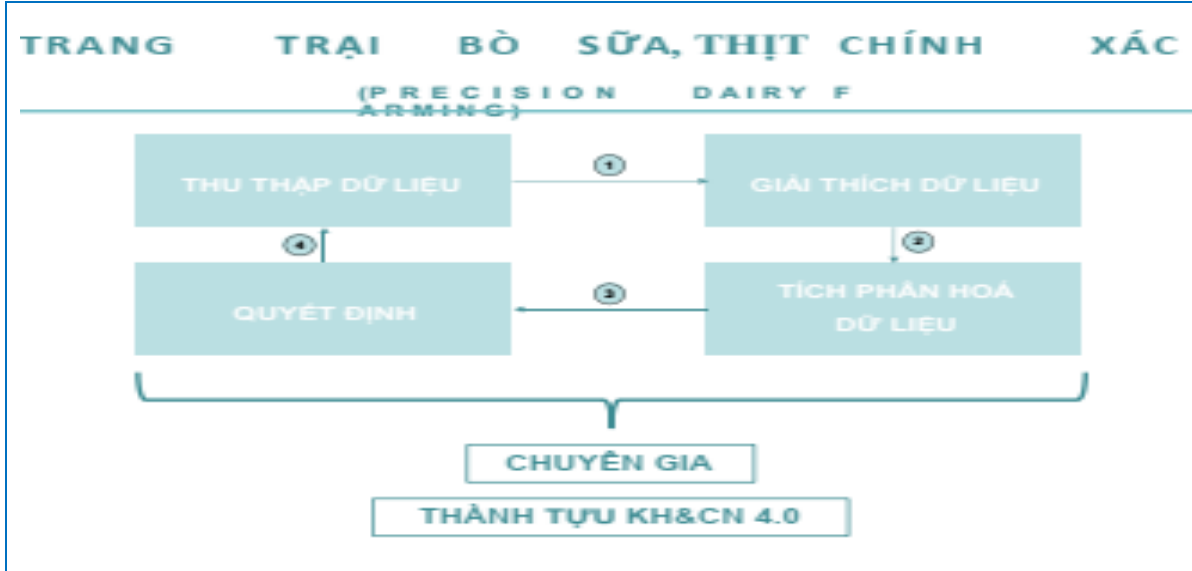 TRANG TRẠI BÒ SỮA, THỊT CHÍNH XÁC
(PRECISION DAIRY F
ARMING)
THU THẬP DỮ LIỆU
1
GIẢI THÍCH DỮ LIỆU
4
2
QUYẾT ĐỊNH
3
TÍCH PHÂN HOÁ
DỮ LIỆU
CHUYÊN GIA
THÀNH TỰU KH&CN 4.0